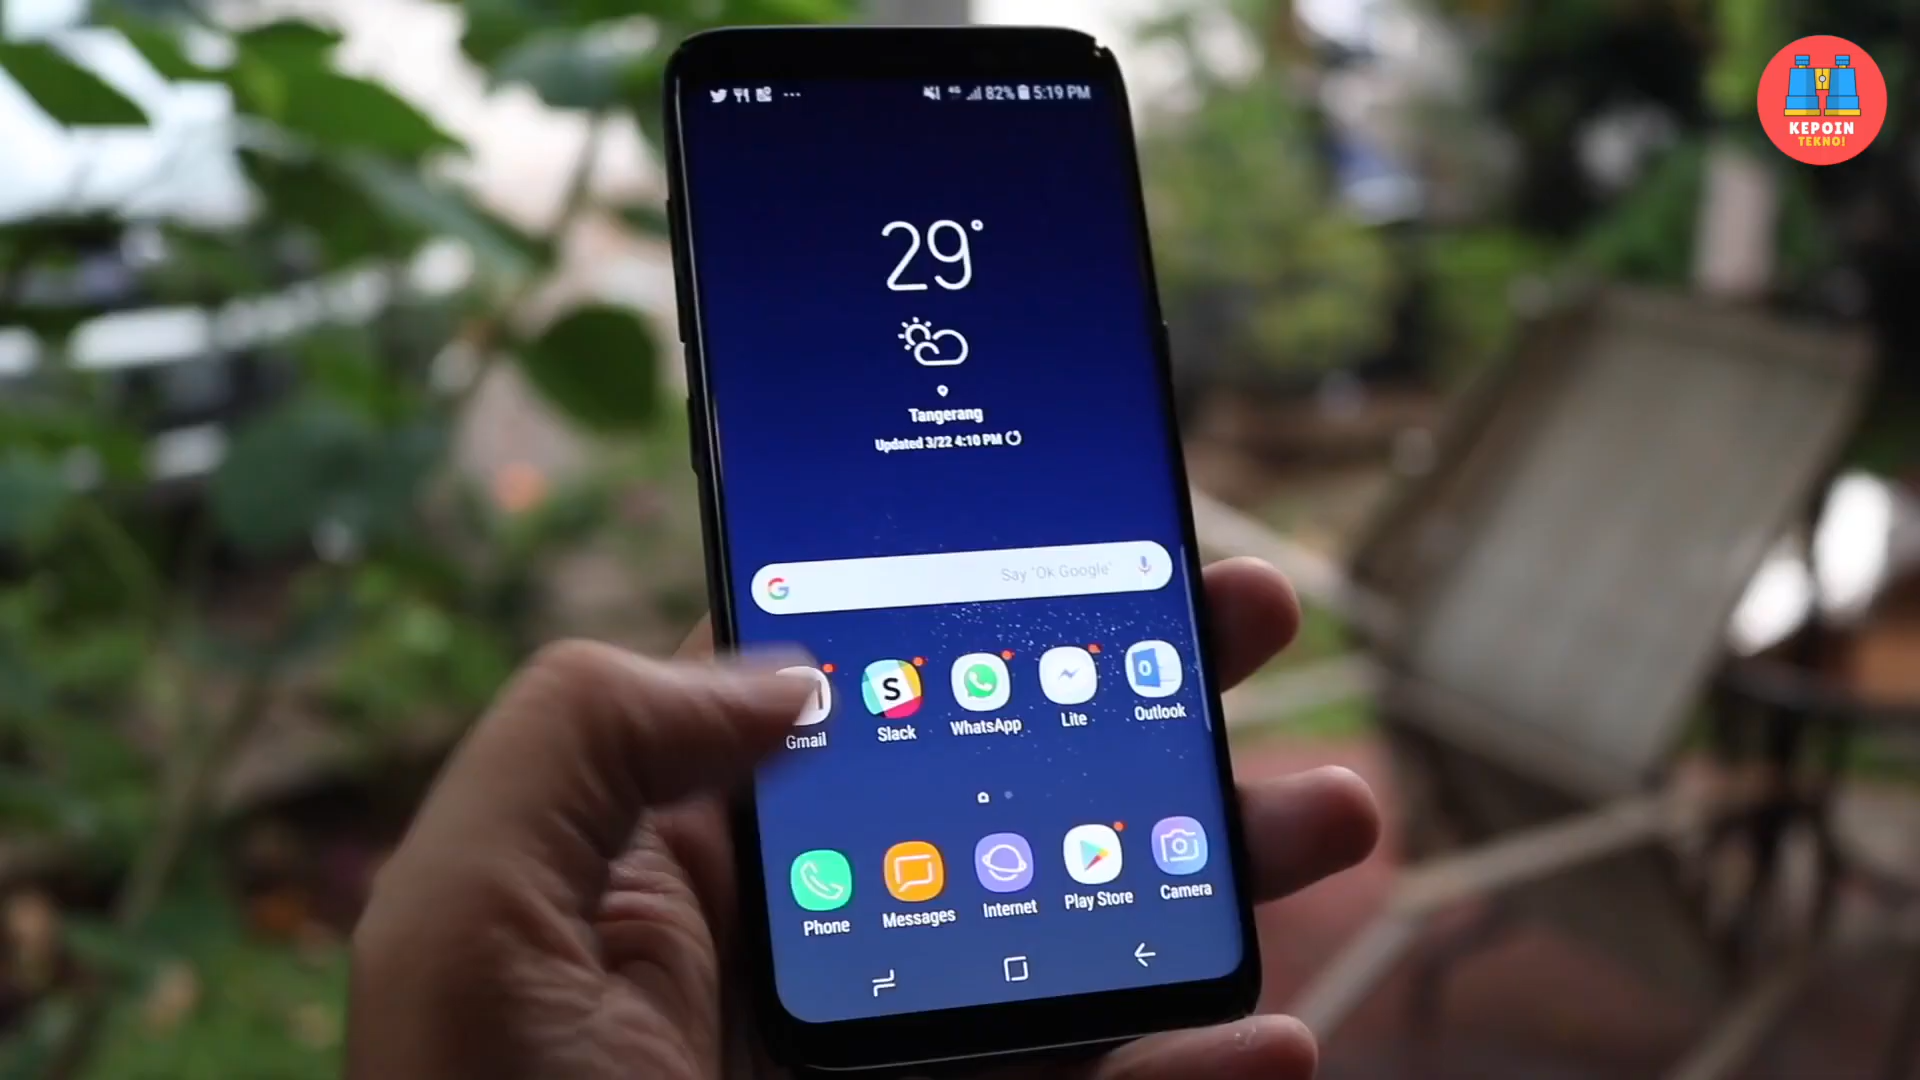 82% 5:19 PM
KEPOIN
TEKNO!
29°
Tangerang
Updated 3/22 4:10 PM
G Say "Ok Google"
Gmail Slack WhatsApp Lite Outlook
Phone Messages Internet Play Store Camera